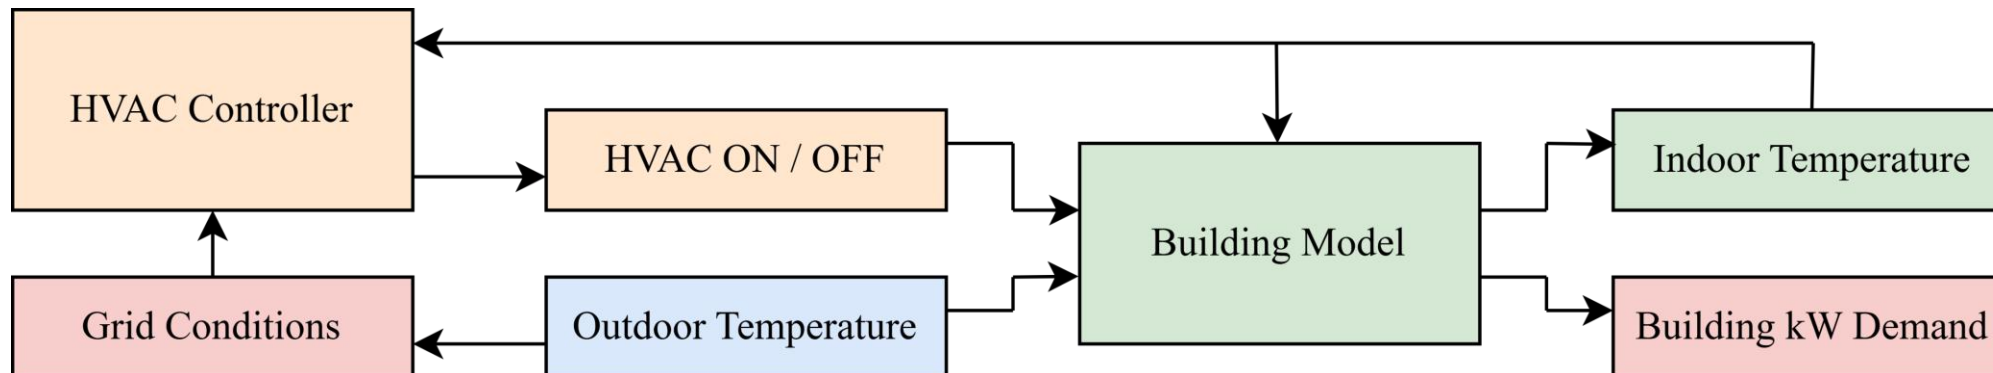 HVAC Controller
HVAC ON / OFF
Building Model
Indoor Temperature
Grid Conditions
Outdoor Temperature
Building kW Demand